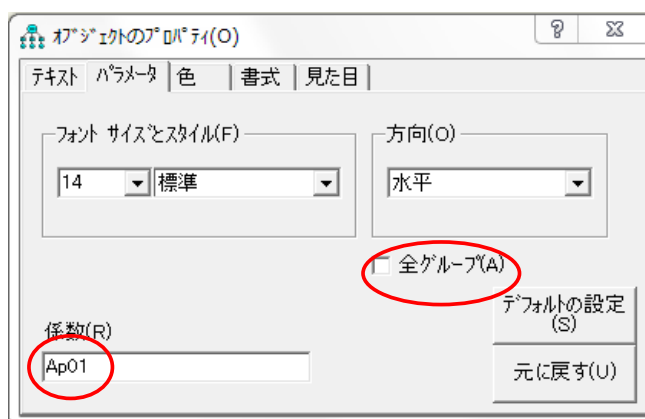 ｵﾌﾞｼﾞｪｸﾄのﾌﾟﾛﾊﾟﾃｨ(O)
テキスト ﾊﾟﾗﾒｰﾀ 色 書式 見た目
ﾌｫﾝﾄ ｻｲｽﾞとｽﾀｲﾙ(F) 方向(O)
14 標準 水平
全ｸﾞﾙｰﾌﾟ(A)
ﾃﾞﾌｫﾙﾄの設定
(S)
係数(R)
Ap01
元に戻す(U)